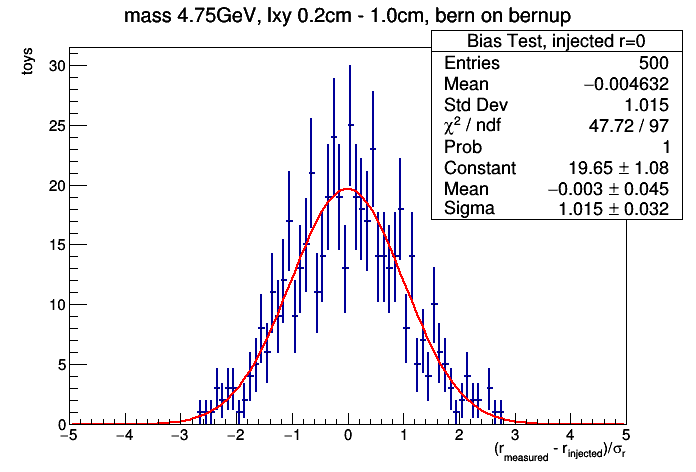 mass 4.75GeV, lxy 0.2cm - 1.0cm, bern on bernup
Bias Test, injected r=0
Entries 500
Mean −0.004632
Std Dev 1.015
χ² / ndf 47.72 / 97
Prob 1
Constant 19.65 ± 1.08
Mean −0.003 ± 0.045
Sigma 1.015 ± 0.032
toys
30
25
20
15
10
5
0
−5 −4 −3 −2 −1 0 1 2 3 4 5
(r_measured - r_injected)/σ_r